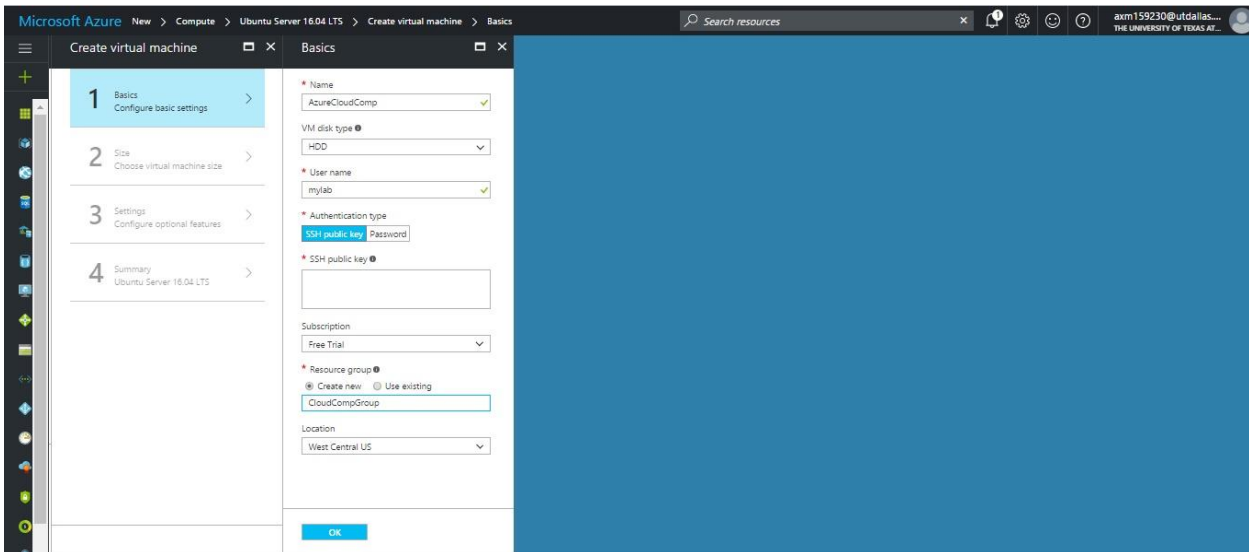 Microsoft Azure New > Compute > Ubuntu Server 16.04 LTS > Create virtual machine > Basics
Search resources
1
axm159230@utdallas....
THE UNIVERSITY OF TEXAS AT...
Create virtual machine
1
Basics
Configure basic settings
2
Size
Choose virtual machine size
3
Settings
Configure optional features
4
Summary
Ubuntu Server 16.04 LTS
Basics
* Name
AzureCloudComp
VM disk type
HDD
* User name
mylab
* Authentication type
SSH public key Password
* SSH public key
Subscription
Free Trial
* Resource group
Create new Use existing
CloudCompGroup
Location
West Central US
OK